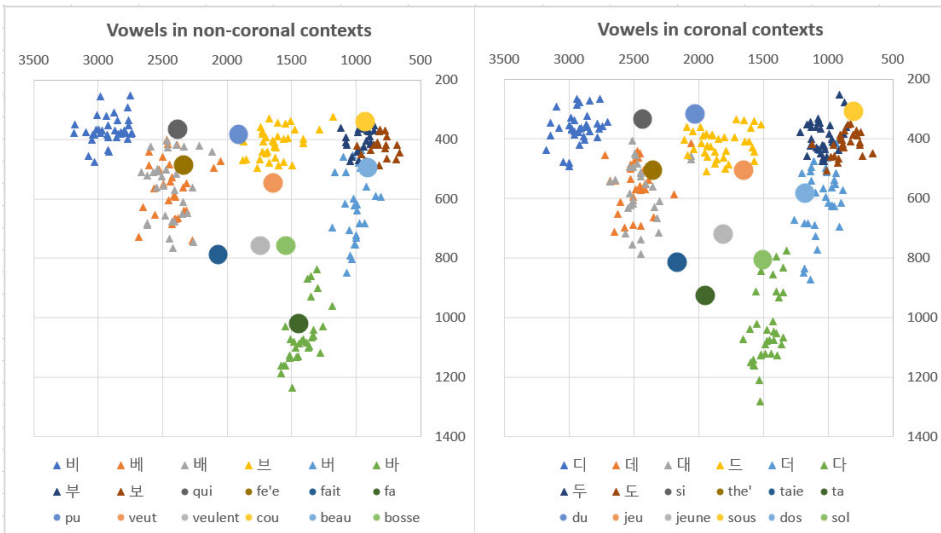 Vowels in non-coronal contexts
3500 3000 2500 2000 1500 1000 500
200
400
600
800
1000
1200
1400
비 베 배 브 버 바
부 보 qui fe'e fait fa
pu veut veulent cou beau bosse
Vowels in coronal contexts
3500 3000 2500 2000 1500 1000 500
200
400
600
800
1000
1200
1400
디 데 대 드 더 다
두 도 si the' taie ta
du jeu jeune sous dos sol